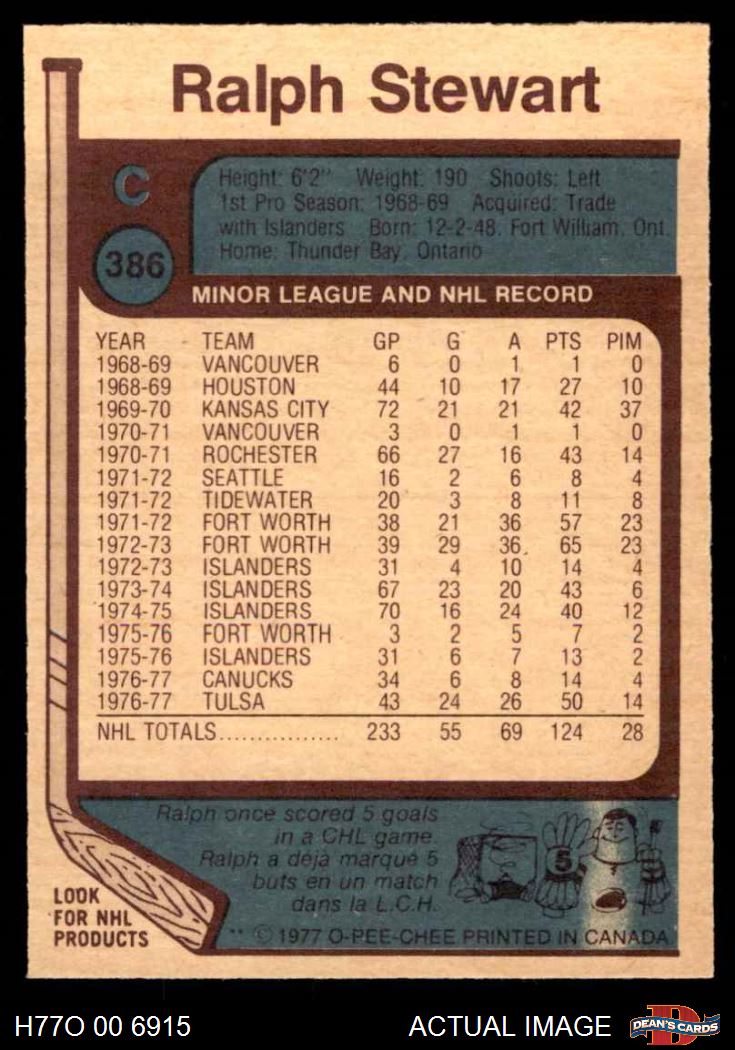 Ralph Stewart
C
386
Height: 6'2" Weight: 190 Shoots: Left
1st Pro Season: 1968-69 Acquired: Trade
with Islanders Born: 12-2-48, Fort William, Ont.
Home: Thunder Bay, Ontario
MINOR LEAGUE AND NHL RECORD
YEAR TEAM GP G A PTS PIM
1968-69 VANCOUVER 6 0 1 1 0
1968-69 HOUSTON 44 10 17 27 10
1969-70 KANSAS CITY 72 21 21 42 37
1970-71 VANCOUVER 3 0 1 1 0
1970-71 ROCHESTER 66 27 16 43 14
1971-72 SEATTLE 16 2 6 8 4
1971-72 TIDEWATER 20 3 8 11 8
1971-72 FORT WORTH 38 21 36 57 23
1972-73 FORT WORTH 39 29 36 65 23
1972-73 ISLANDERS 31 4 10 14 4
1973-74 ISLANDERS 67 23 20 43 6
1974-75 ISLANDERS 70 16 24 40 12
1975-76 FORT WORTH 3 2 5 7 2
1975-76 ISLANDERS 31 6 7 13 2
1976-77 CANUCKS 34 6 8 14 4
1976-77 TULSA 43 24 26 50 14
NHL TOTALS................ 233 55 69 124 28
Ralph once scored 5 goals
in a CHL game.
Ralph a déjà marqué 5
buts en un match
dans la L.C.H.
5
LOOK
FOR NHL
PRODUCTS
** © 1977 O-PEE-CHEE PRINTED IN CANADA
H77O 00 6915 ACTUAL IMAGE
D
DEAN'S CARDS